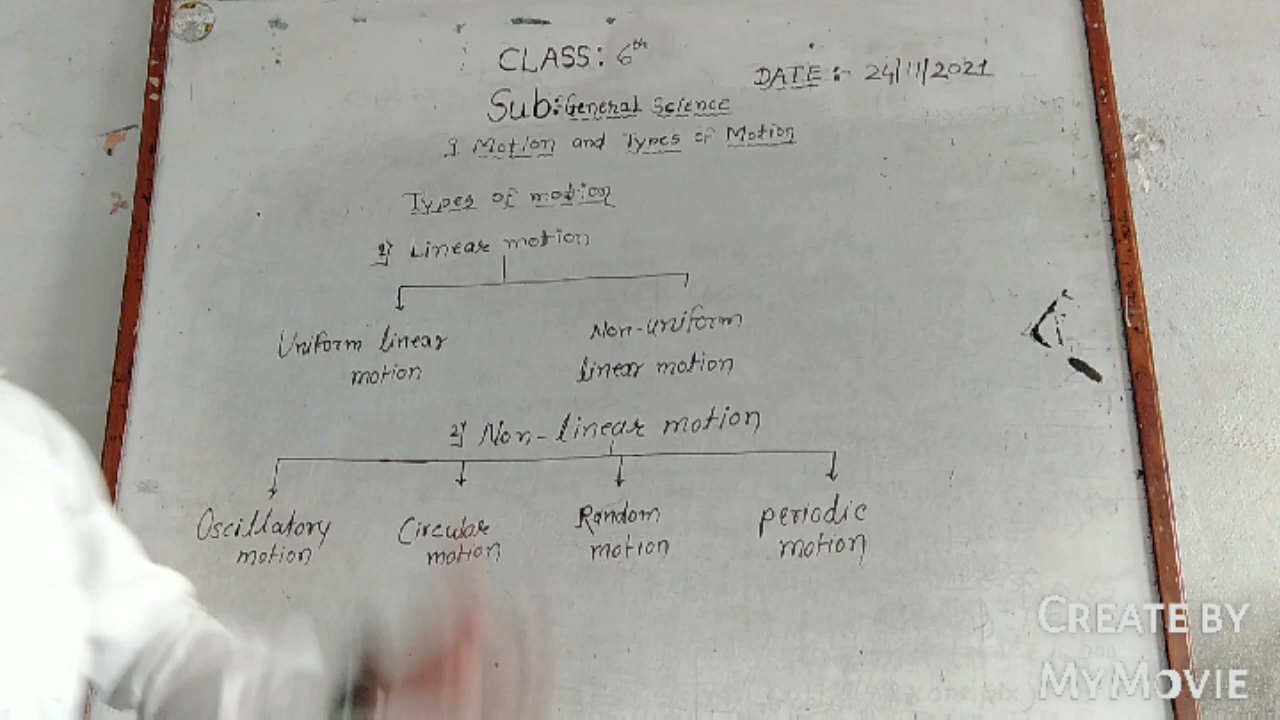 CLASS: 6th
DATE :- 24/11/2021
Sub: General Science
9 Motion and Types of Motion
Types of motion
1) Linear motion
Uniform linear motion
Non-uniform linear motion
2) Non-linear motion
Oscillatory motion
Circular motion
Random motion
periodic motion
CREATE BY
MYMOVIE